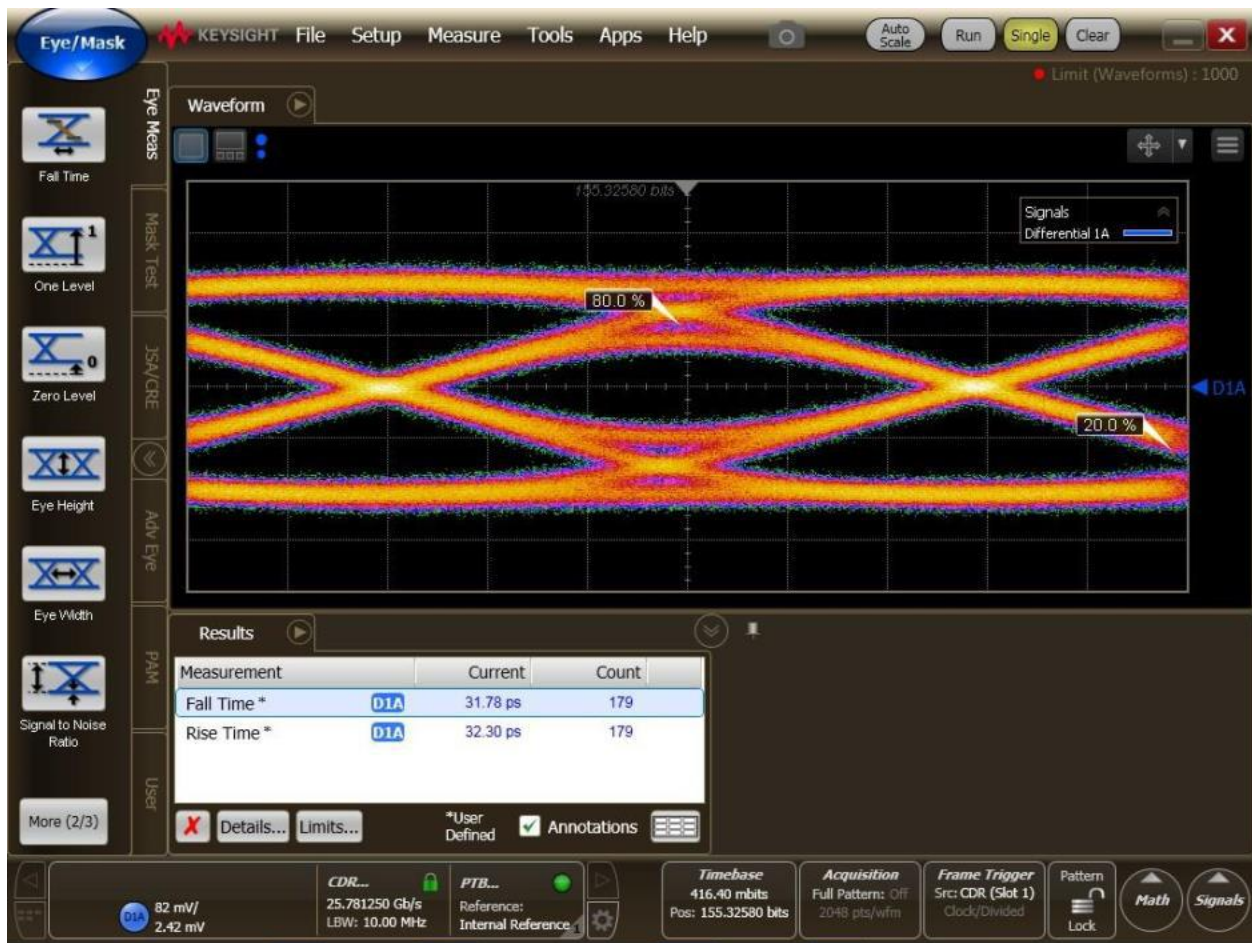 Eye/Mask
KEYSIGHT File Setup Measure Tools Apps Help
Auto Scale
Run
Single
Clear
X
Limit (Waveforms) : 1000
Eye Meas
Mask Test
JSA/CRE
Adv Eye
PAM
User
Fall Time
1
One Level
0
Zero Level
Eye Height
Eye Width
Signal to Noise
Ratio
More (2/3)
Waveform
155.32580 bits
Signals
Differential 1A
80.0 %
20.0 %
D1A
Results
Measurement Current Count
Fall Time * D1A 31.78 ps 179
Rise Time * D1A 32.30 ps 179
X Details... Limits...
*User
Defined
Annotations
D1A
82 mV/
2.42 mV
CDR...
25.781250 Gb/s
LBW: 10.00 MHz
PTB...
Reference:
Internal Reference
1
Timebase
416.40 mbits
Pos: 155.32580 bits
Acquisition
Full Pattern: Off
2048 pts/wfm
Frame Trigger
Src: CDR (Slot 1)
Clock/Divided
Pattern
Lock
Math
Signals